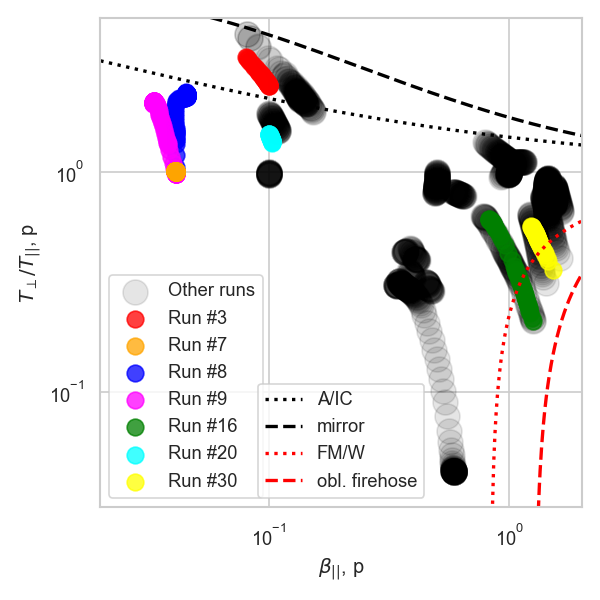 T⊥/T||, p
10⁰
10⁻¹
Other runs
Run #3
Run #7
Run #8
Run #9
Run #16
Run #20
Run #30
A/IC
mirror
FM/W
obl. firehose
10⁻¹
10⁰
β||, p